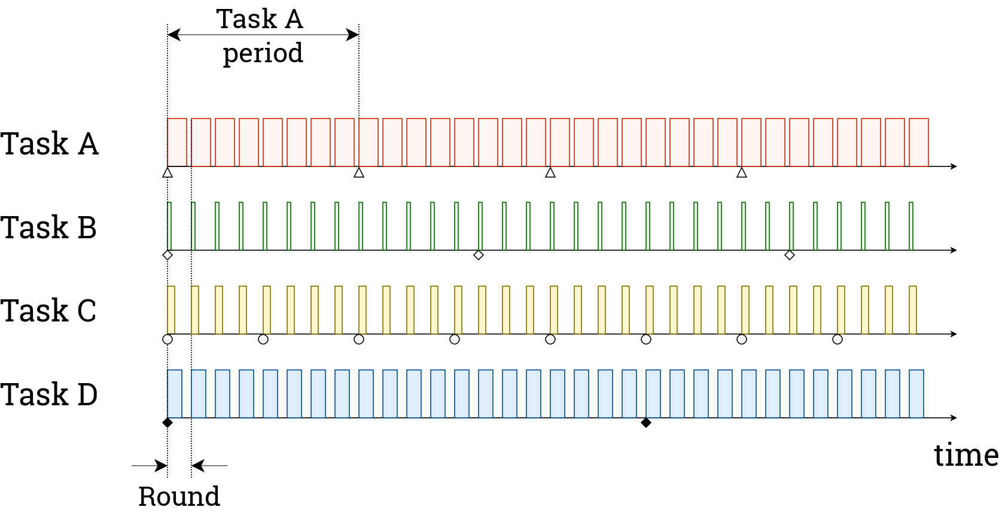 Task A
period
Task A
Task B
Task C
Task D
time
Round